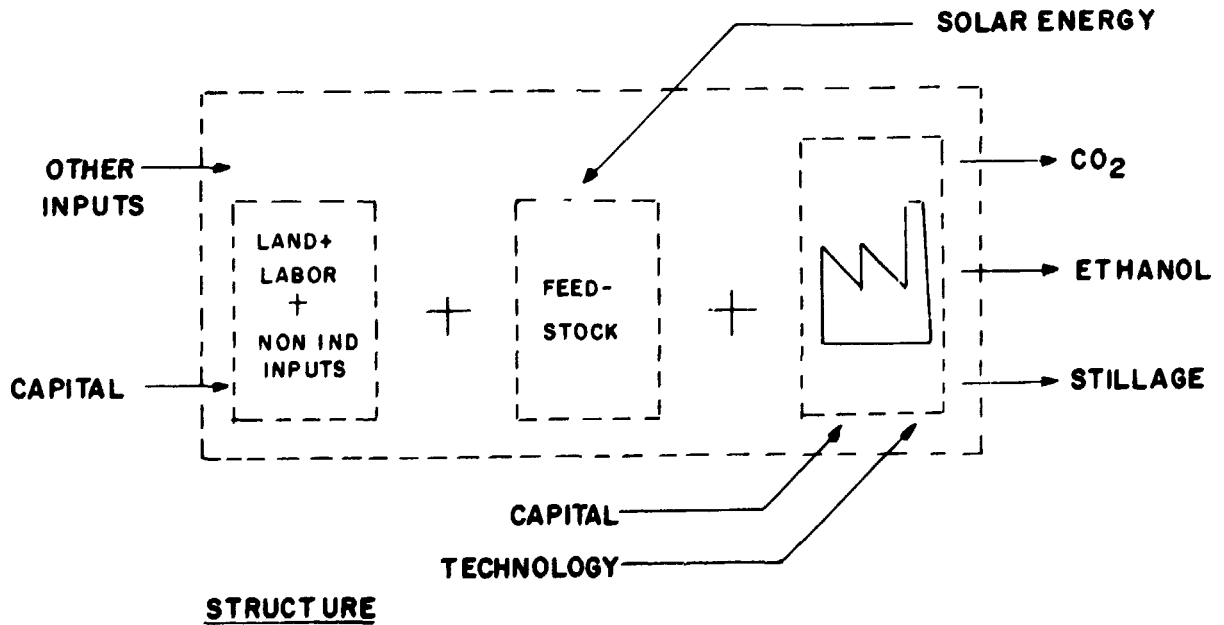 SOLAR ENERGY
OTHER
INPUTS
CO2
LAND+
LABOR
+
NON IND
INPUTS
+
FEED-
STOCK
+
ETHANOL
CAPITAL
STILLAGE
CAPITAL
TECHNOLOGY
STRUCTURE